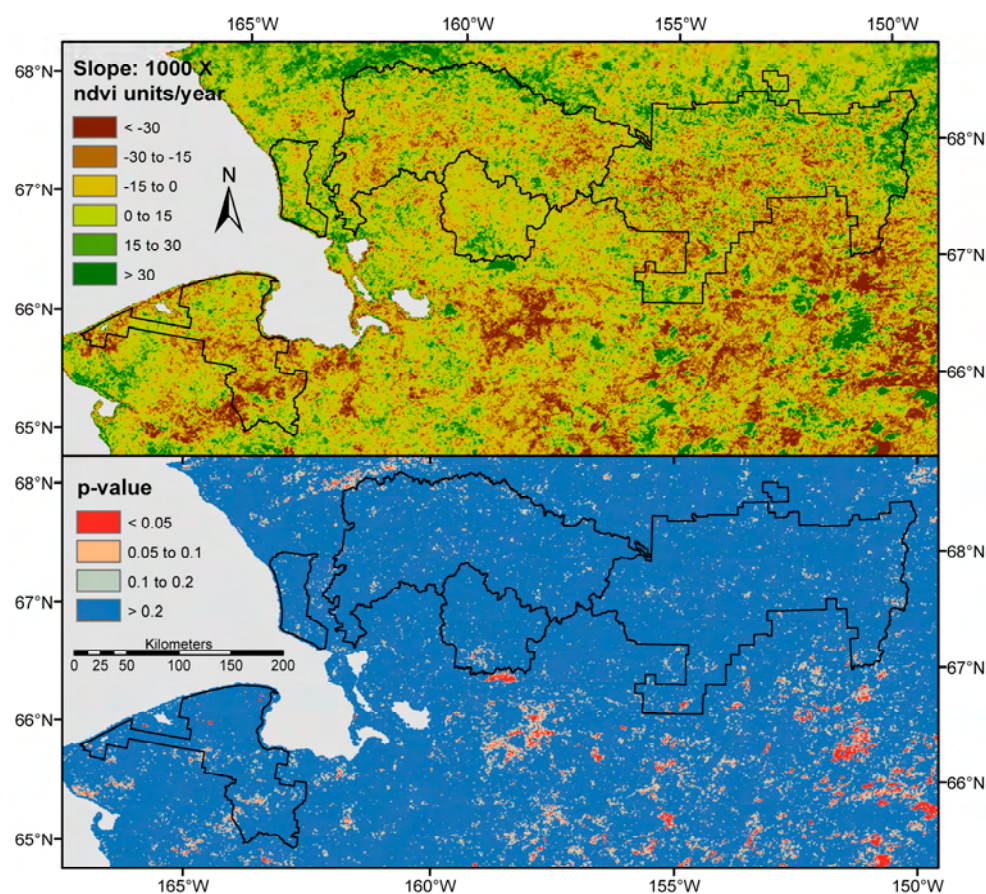 165°W 160°W 155°W 150°W
68°N
Slope: 1000 X
ndvi units/year
< -30
-30 to -15
-15 to 0
0 to 15
15 to 30
> 30
N
68°N
67°N
67°N
66°N
66°N
65°N
68°N
p-value
< 0.05
0.05 to 0.1
0.1 to 0.2
> 0.2
68°N
67°N
Kilometers
0 25 50 100 150 200
67°N
66°N
66°N
65°N
165°W 160°W 155°W 150°W